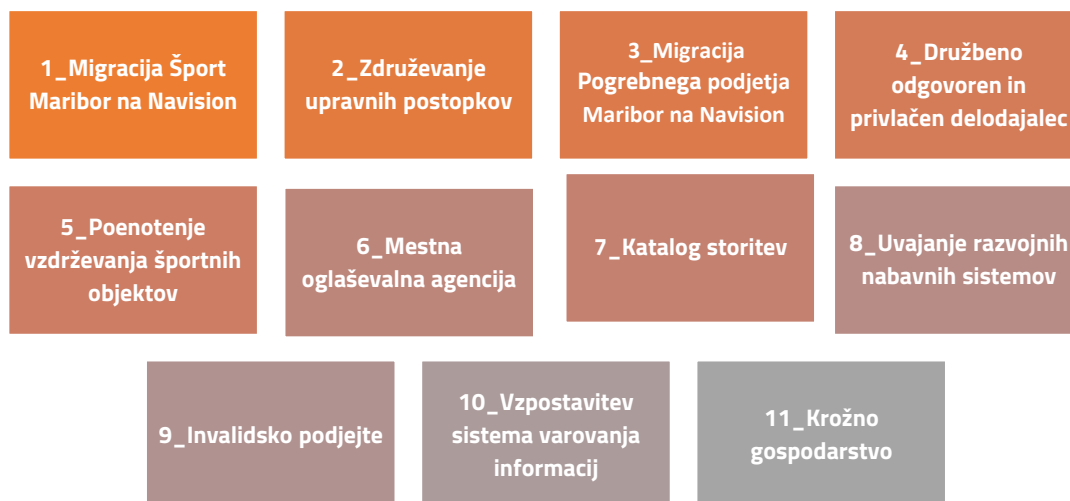 1_Migracija Šport
Maribor na Navision
2_Združevanje
upravnih postopkov
3_Migracija
Pogrebnega podjetja
Maribor na Navision
4_Družbeno
odgovoren in
privlačen delodajalec
5_Poenotenje
vzdrževanja športnih
objektov
6_Mestna
oglaševalna agencija
7_Katalog storitev
8_Uvajanje razvojnih
nabavnih sistemov
9_Invalidsko podjejte
10_Vzpostavitev
sistema varovanja
informacij
11_Krožno
gospodarstvo